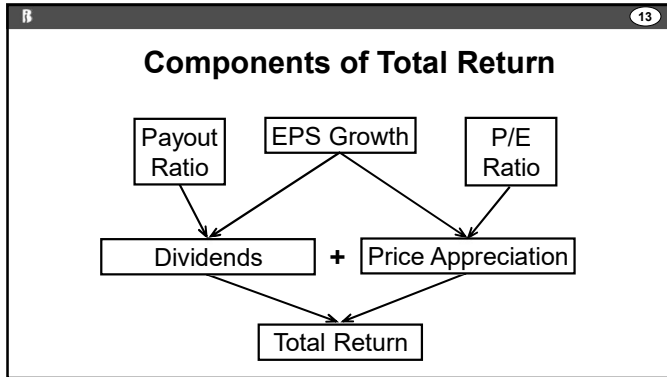 13
Components of Total Return
Payout
Ratio
EPS Growth
P/E
Ratio
Dividends + Price Appreciation
Total Return